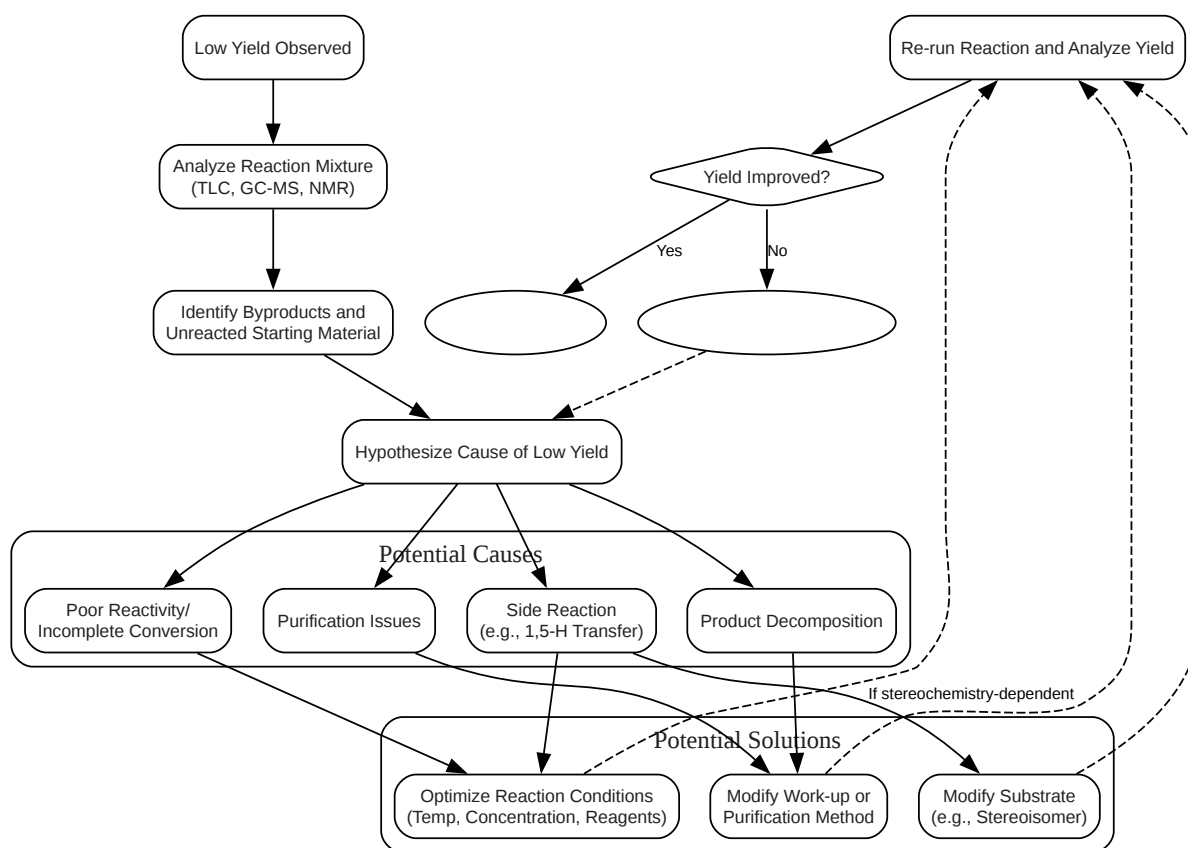 Low Yield Observed
Re-run Reaction and Analyze Yield
Analyze Reaction Mixture
(TLC, GC-MS, NMR)
Yield Improved?
Yes
No
Identify Byproducts and
Unreacted Starting Material
Hypothesize Cause of Low Yield
Potential Causes
Poor Reactivity/
Incomplete Conversion
Purification Issues
Side Reaction
(e.g., 1,5-H Transfer)
Product Decomposition
If stereochemistry-dependent
Potential Solutions
Optimize Reaction Conditions
(Temp, Concentration, Reagents)
Modify Work-up or
Purification Method
Modify Substrate
(e.g., Stereoisomer)